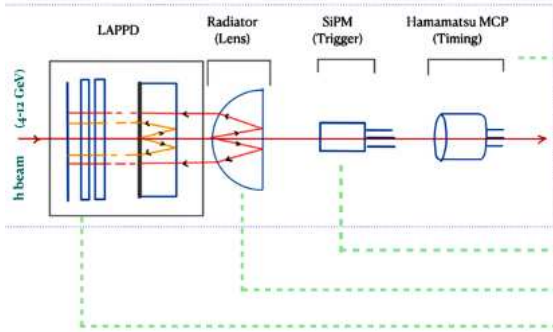 LAPPD
Radiator
(Lens)
SiPM
(Trigger)
Hamamatsu MCP
(Timing)
h beam (4-12 GeV)